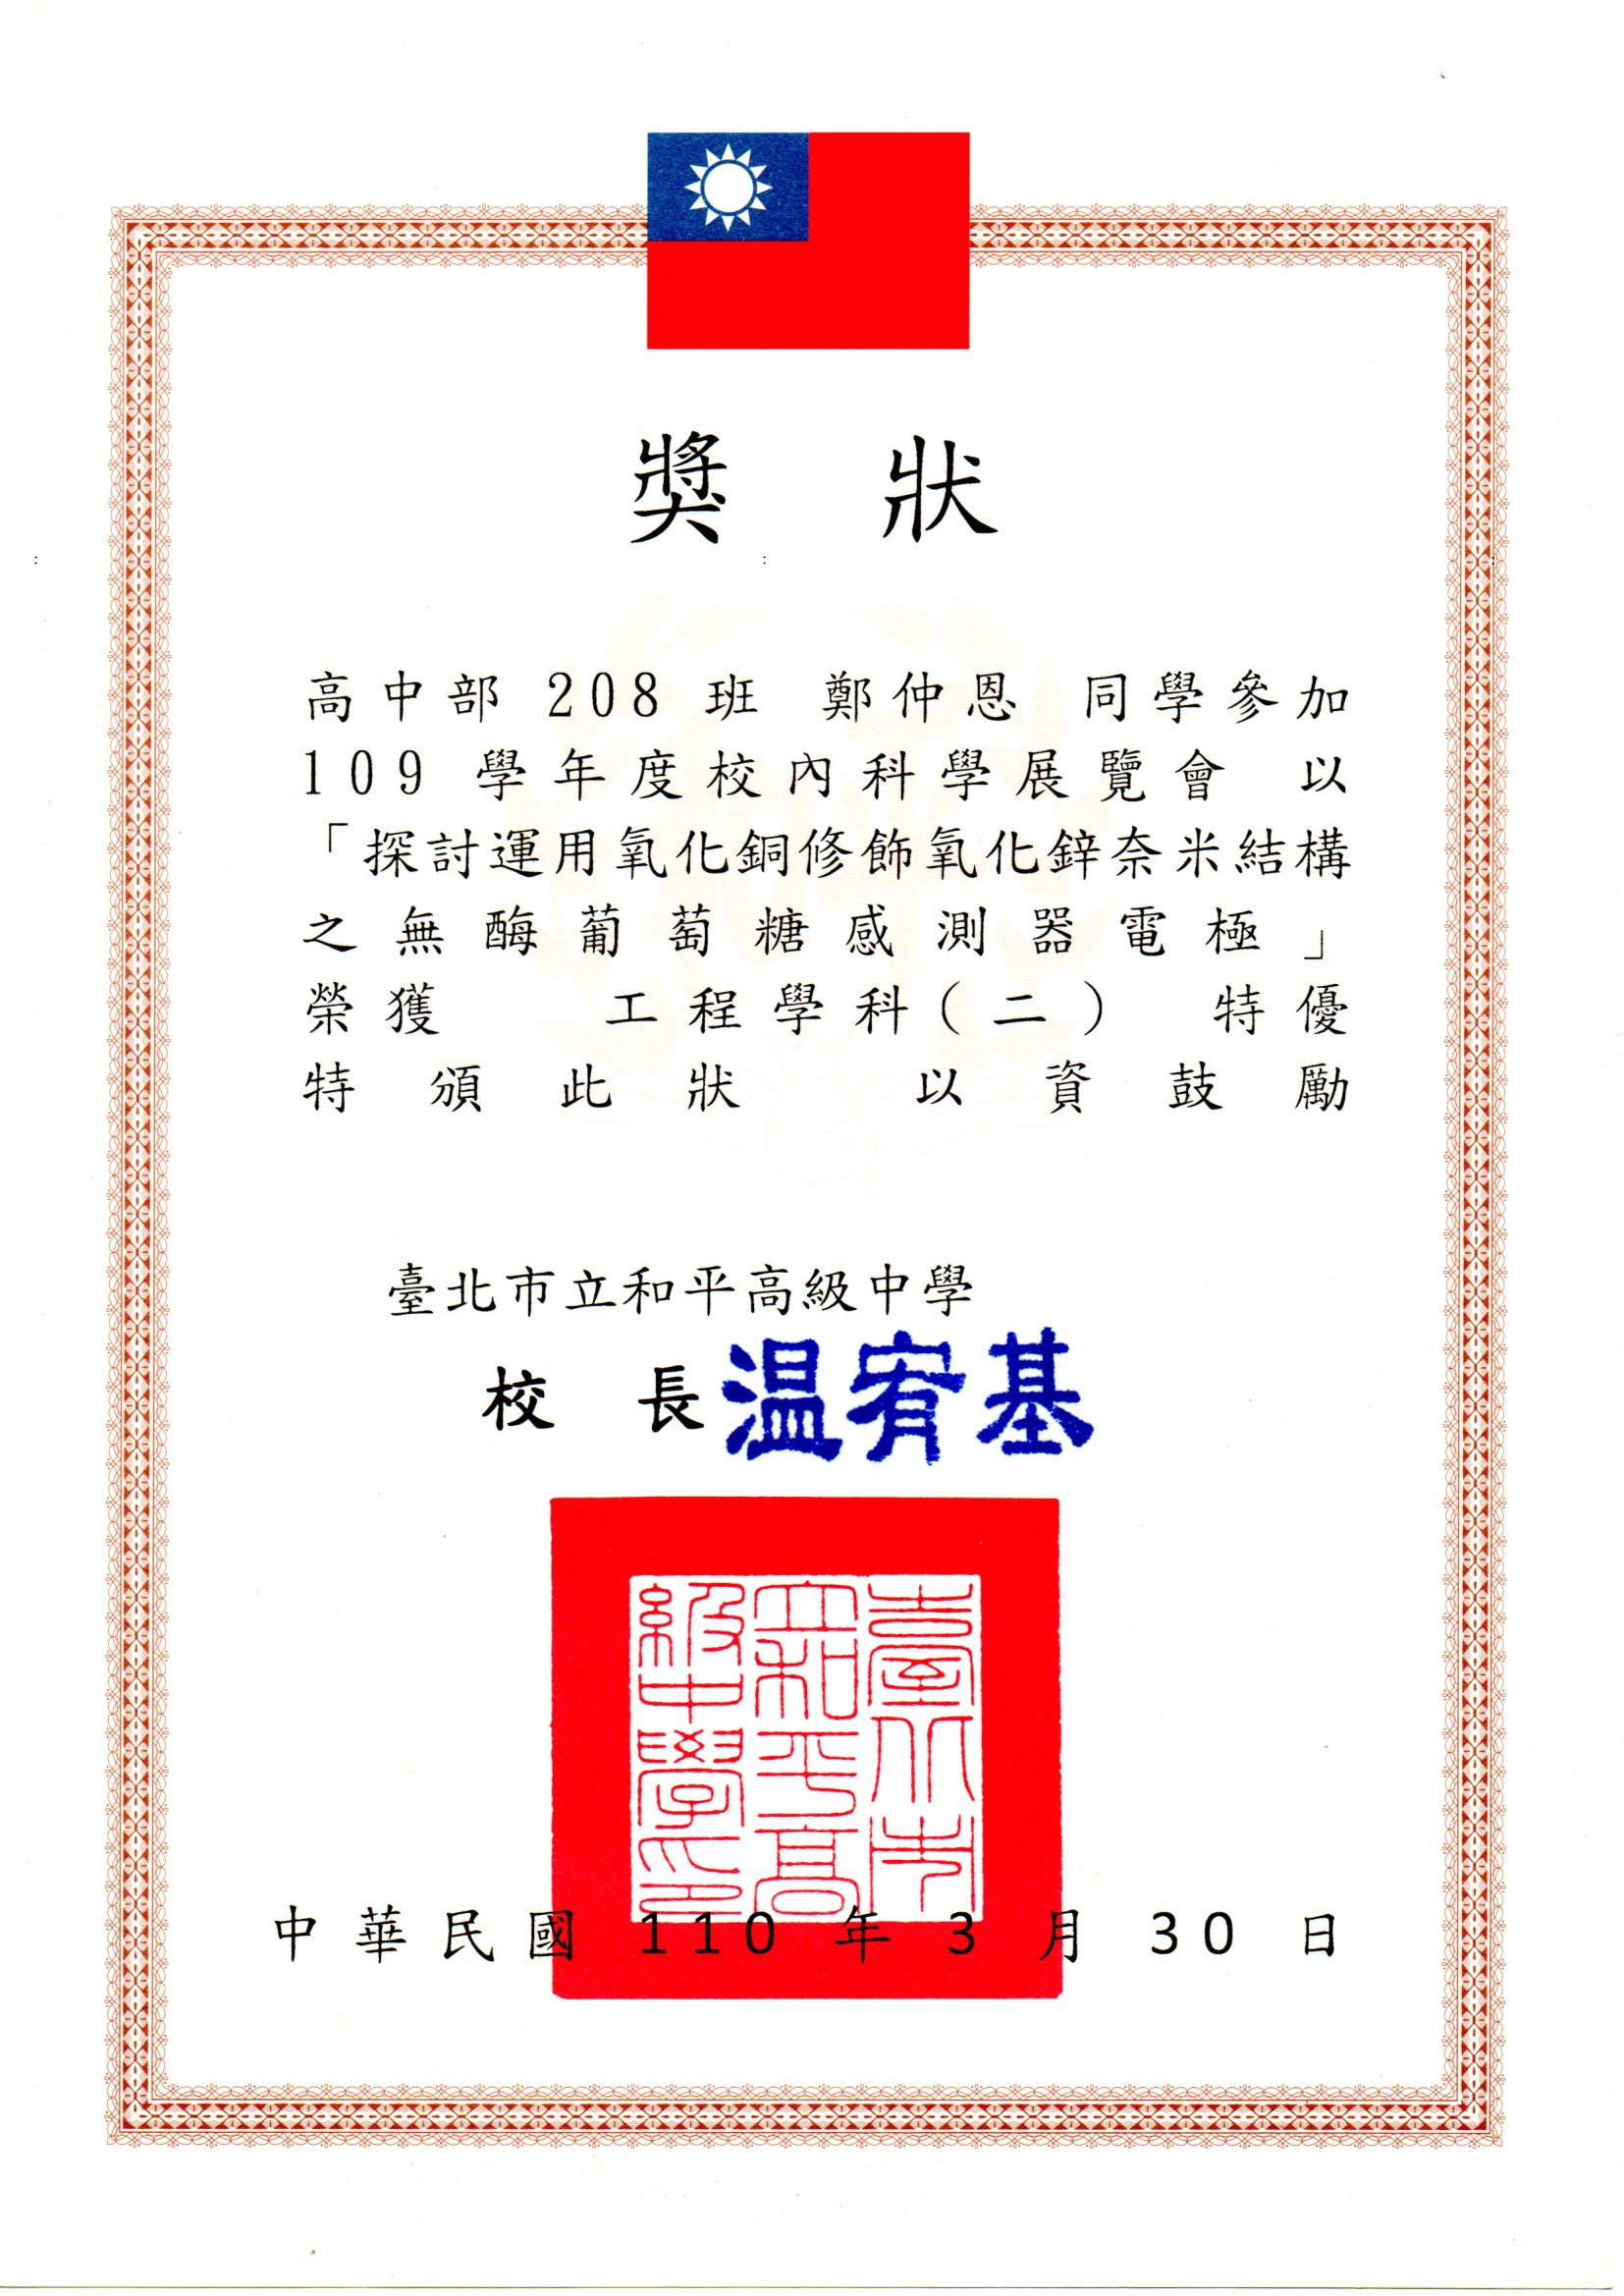 獎狀
高中部 208 班 鄭仲恩 同學參加
109 學年度校內科學展覽會 以
「探討運用氧化銅修飾氧化鋅奈米結構
之無酶葡萄糖感測器電極」
榮獲 工程學科(二) 特優
特頒此狀 以資鼓勵
臺北市立和平高級中學
校長 温宥基
臺北市
立和平高
級中學印
中華民國 110 年 3 月 30 日